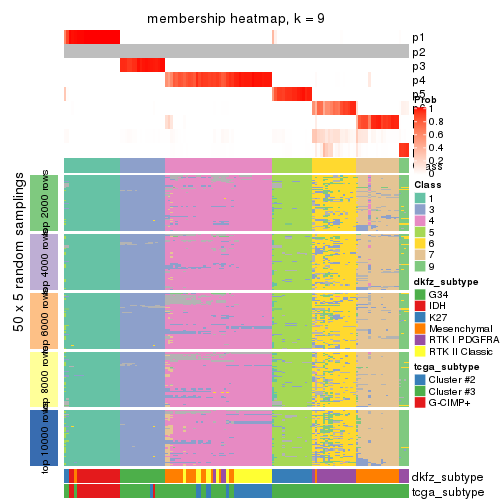 membership heatmap, k = 9
p1
p2
p3
p4
p5
Prob
1
0.8
0.6
0.4
0.2
0
Class
1
3
4
5
6
7
9
dkfz_subtype
G34
IDH
K27
Mesenchymal
RTK I PDGFRA
RTK II Classic
tcga_subtype
Cluster #2
Cluster #3
G-CIMP+
50 x 5 random samplings
top 2000 rows
top 4000 rows
top 6000 rows
top 8000 rows
top 10000 rows
dkfz_subtype
tcga_subtype